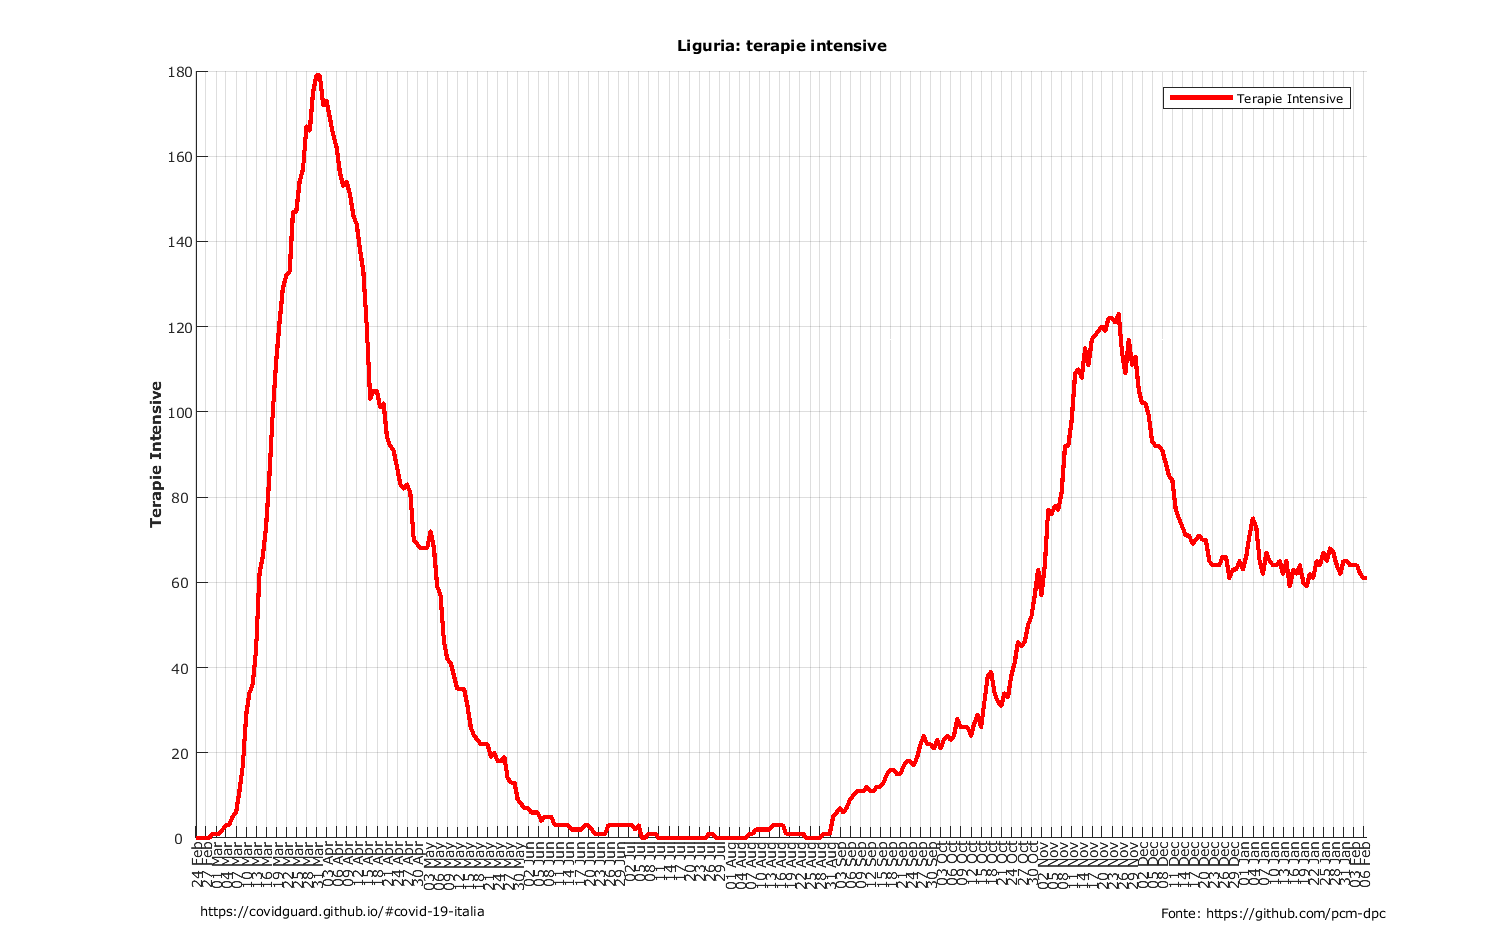 Liguria: terapie intensive
Terapie Intensive
Terapie Intensive
180
160
140
120
100
80
60
40
20
0
24 Feb
27 Feb
01 Mar
04 Mar
07 Mar
10 Mar
13 Mar
16 Mar
19 Mar
22 Mar
25 Mar
28 Mar
31 Mar
03 Apr
06 Apr
09 Apr
12 Apr
15 Apr
18 Apr
21 Apr
24 Apr
27 Apr
30 Apr
03 May
06 May
09 May
12 May
15 May
18 May
21 May
24 May
27 May
30 May
02 Jun
05 Jun
08 Jun
11 Jun
14 Jun
17 Jun
20 Jun
23 Jun
26 Jun
29 Jun
02 Jul
05 Jul
08 Jul
11 Jul
14 Jul
17 Jul
20 Jul
23 Jul
26 Jul
29 Jul
01 Aug
04 Aug
07 Aug
10 Aug
13 Aug
16 Aug
19 Aug
22 Aug
25 Aug
28 Aug
31 Aug
03 Sep
06 Sep
09 Sep
12 Sep
15 Sep
18 Sep
21 Sep
24 Sep
27 Sep
30 Sep
03 Oct
06 Oct
09 Oct
12 Oct
15 Oct
18 Oct
21 Oct
24 Oct
27 Oct
30 Oct
02 Nov
05 Nov
08 Nov
11 Nov
14 Nov
17 Nov
20 Nov
23 Nov
26 Nov
29 Nov
02 Dec
05 Dec
08 Dec
11 Dec
14 Dec
17 Dec
20 Dec
23 Dec
26 Dec
29 Dec
01 Jan
04 Jan
07 Jan
10 Jan
13 Jan
16 Jan
19 Jan
22 Jan
25 Jan
28 Jan
31 Jan
03 Feb
06 Feb
https://covidguard.github.io/#covid-19-italia
Fonte: https://github.com/pcm-dpc